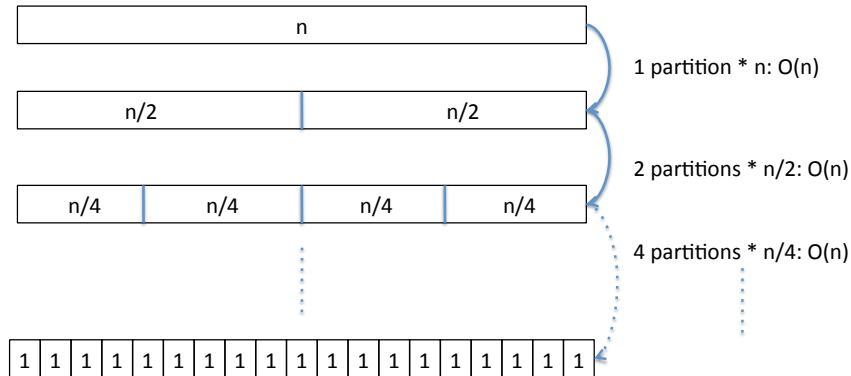 n
1 partition * n: O(n)
n/2 n/2
2 partitions * n/2: O(n)
n/4 n/4 n/4 n/4
4 partitions * n/4: O(n)
1 1 1 1 1 1 1 1 1 1 1 1 1 1 1 1 1 1 1